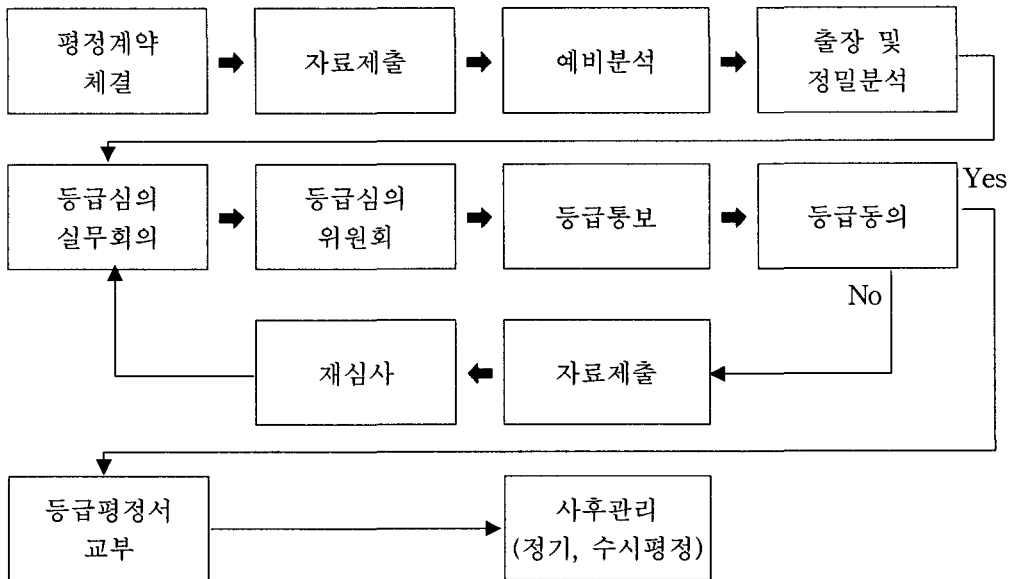 평정계약
체결
자료제출
예비분석
출장 및
정밀분석
등급심의
실무회의
등급심의
위원회
등급통보
등급동의
Yes
No
재심사
자료제출
등급평정서
교부
사후관리
(정기, 수시평정)